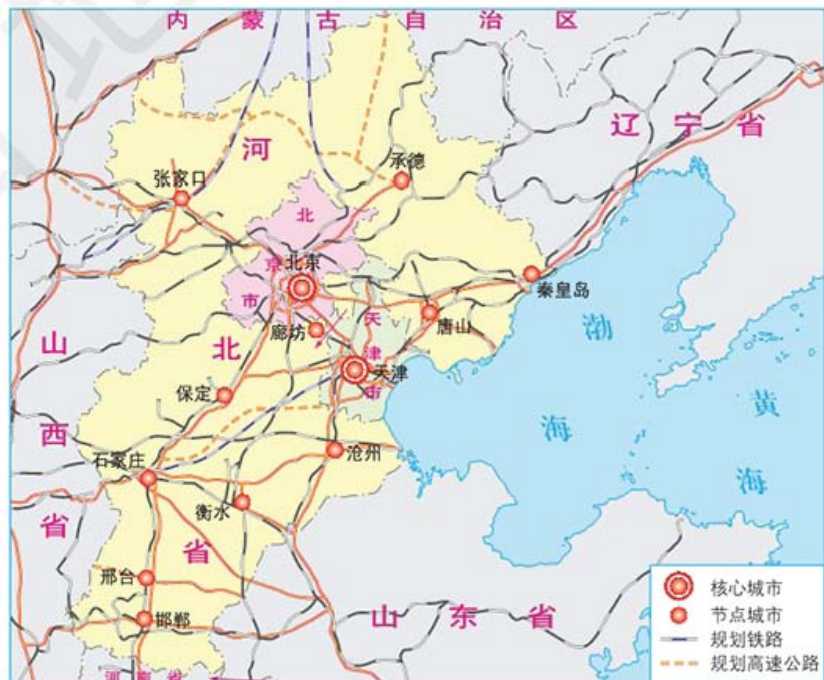 内蒙古自治区
辽宁省
河北省
张家口
承德
北京市
北京
秦皇岛
廊坊
唐山
天津市
天津
渤海
黄海
山西省
保定
石家庄
沧州
衡水
邢台
邯郸
山东省
河南省
核心城市
节点城市
规划铁路
规划高速公路